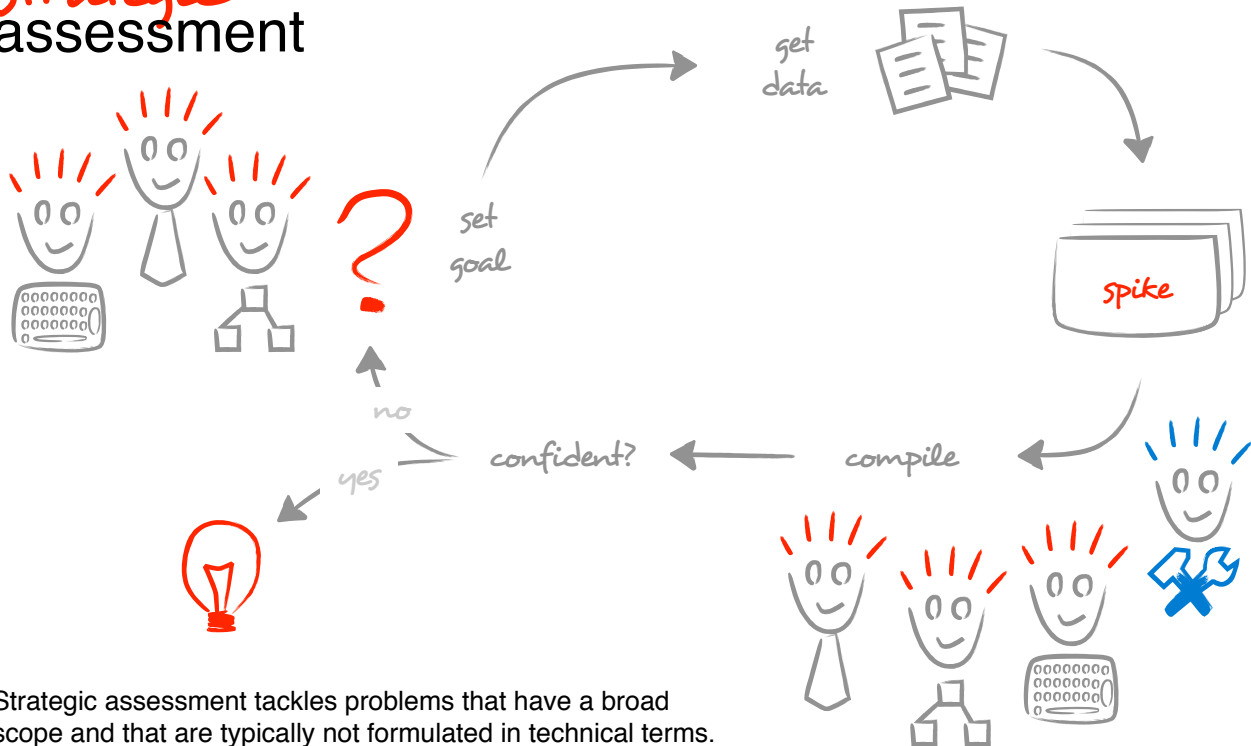 Strategic
assessment
get
data
set
goal
spike
no
confident?
compile
yes
Strategic assessment tackles problems that have a broad
scope and that are typically not formulated in technical terms.